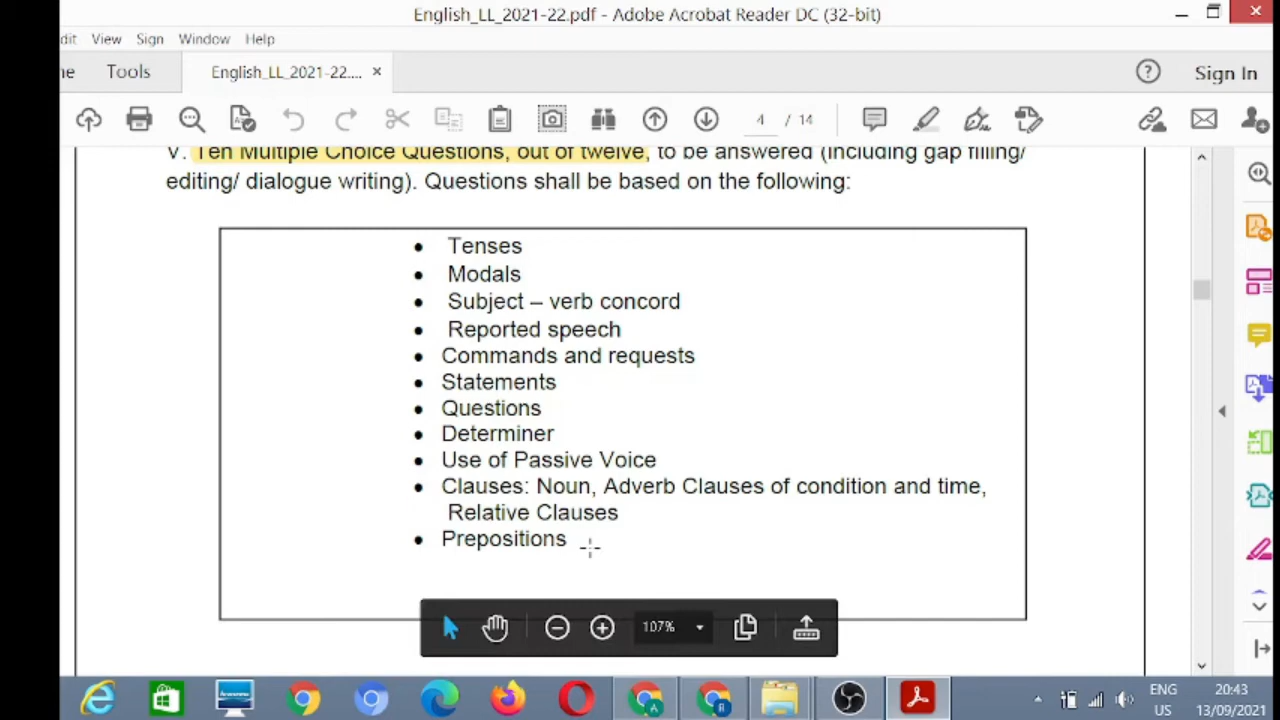 English_LL_2021-22.pdf - Adobe Acrobat Reader DC (32-bit)
dit View Sign Window Help
me Tools English_LL_2021-22.... × Sign In
4 / 14
V. Ten Multiple Choice Questions, out of twelve, to be answered (including gap filling/
editing/ dialogue writing). Questions shall be based on the following:
• Tenses
• Modals
• Subject – verb concord
• Reported speech
• Commands and requests
• Statements
• Questions
• Determiner
• Use of Passive Voice
• Clauses: Noun, Adverb Clauses of condition and time,
Relative Clauses
• Prepositions
107%
ENG 20:43
US 13/09/2021